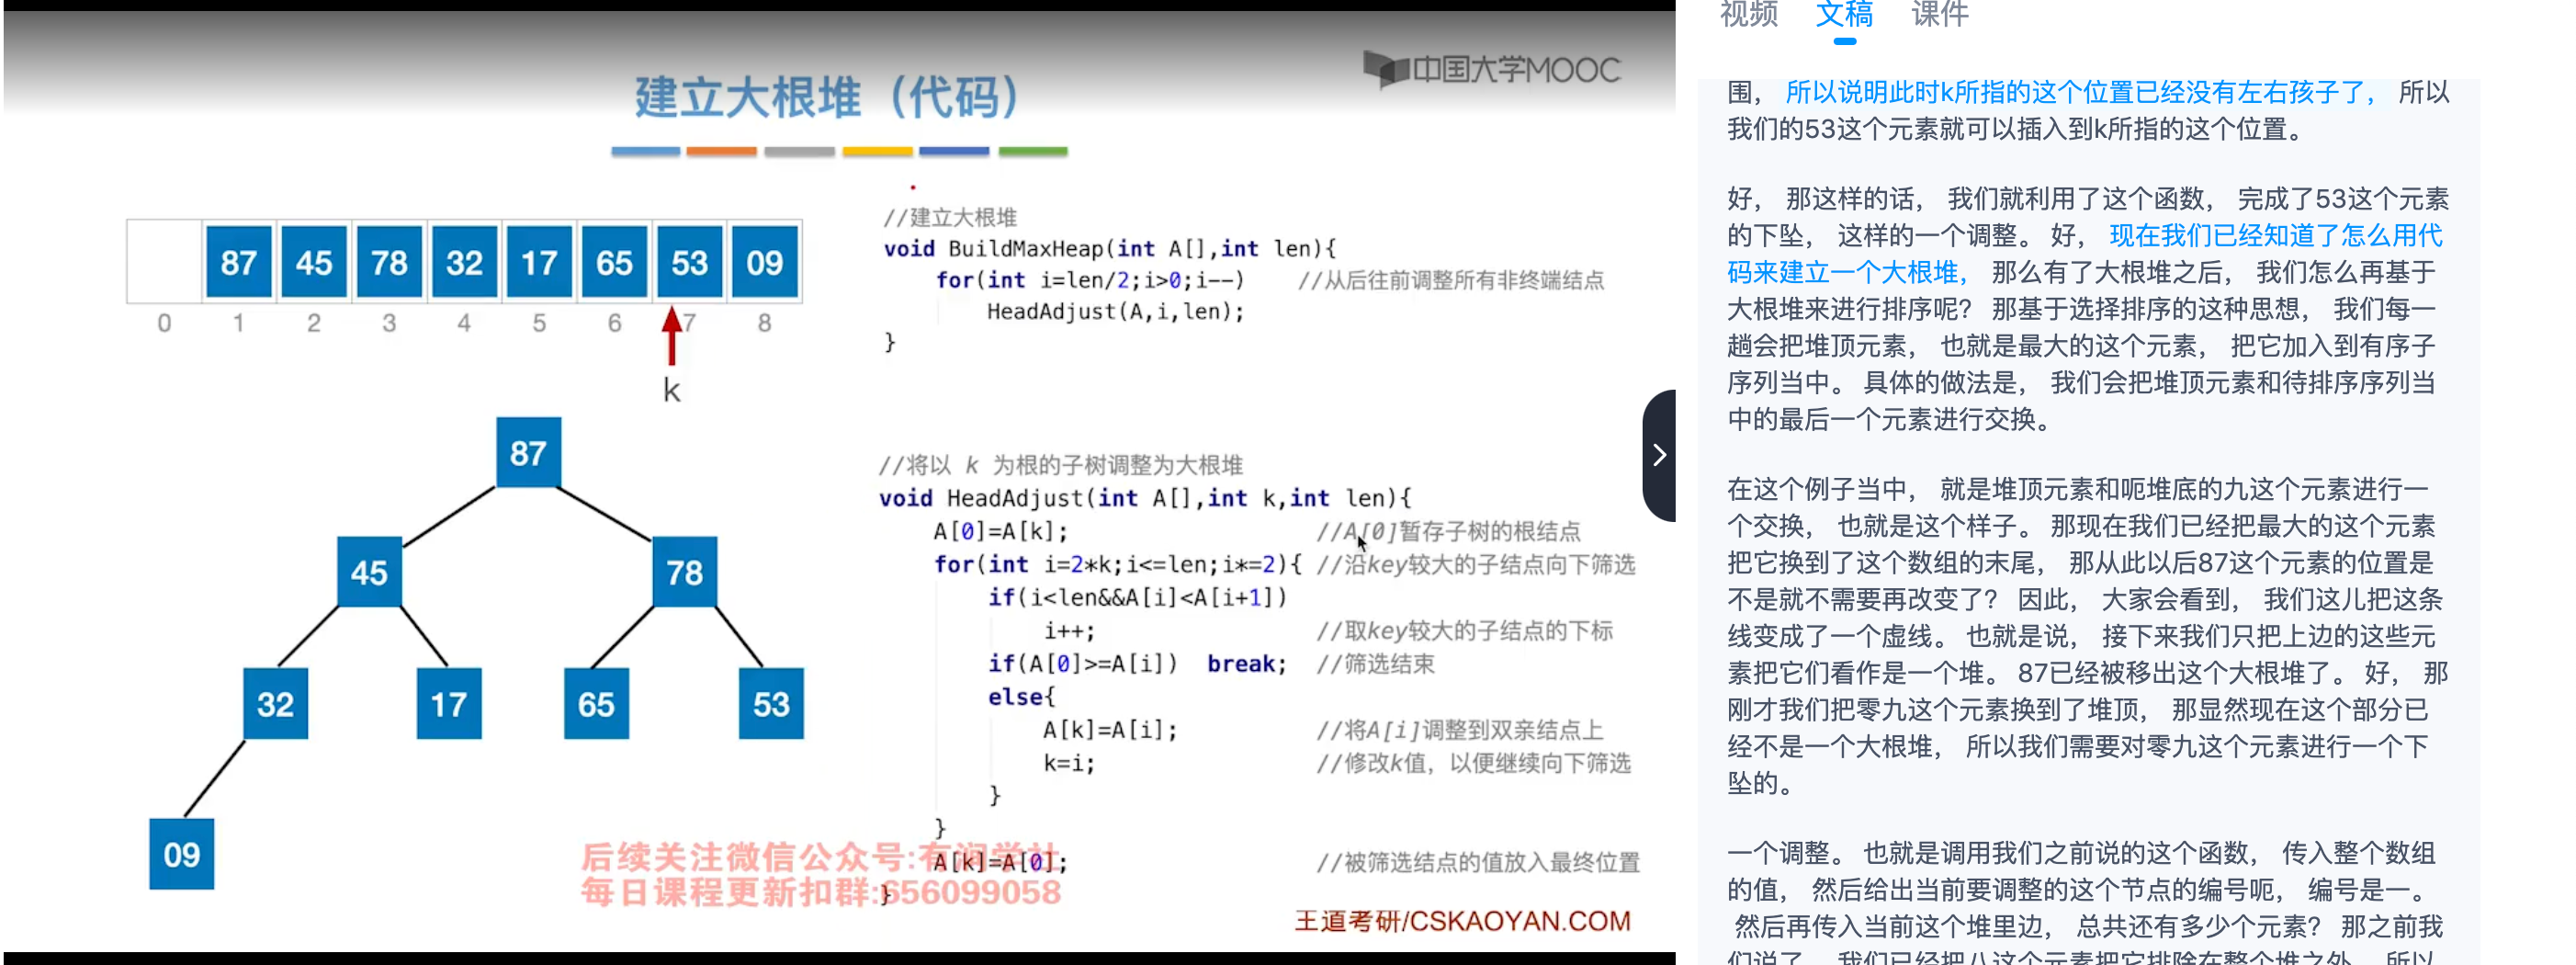 中国大学MOOC
建立大根堆（代码）
87 45 78 32 17 65 53 09
0 1 2 3 4 5 6 7 8
k
87
45 78
32 17 65 53
09
//建立大根堆
void BuildMaxHeap(int A[],int len){
for(int i=len/2;i>0;i--) //从后往前调整所有非终端结点
HeadAdjust(A,i,len);
}
//将以 k 为根的子树调整为大根堆
void HeadAdjust(int A[],int k,int len){
A[0]=A[k]; //A[0]暂存子树的根结点
for(int i=2*k;i<=len;i*=2){ //沿key较大的子结点向下筛选
if(i<len&&A[i]<A[i+1])
i++; //取key较大的子结点的下标
if(A[0]>=A[i]) break; //筛选结束
else{
A[k]=A[i]; //将A[i]调整到双亲结点上
k=i; //修改k值，以便继续向下筛选
}
}
A[k]=A[0]; //被筛选结点的值放入最终位置
}
后续关注微信公众号:有润学社
每日课程更新扣群:656099058
王道考研/CSKAOYAN.COM
视频 文稿 课件
围， 所以说明此时k所指的这个位置已经没有左右孩子了， 所以
我们的53这个元素就可以插入到k所指的这个位置。
好， 那这样的话， 我们就利用了这个函数， 完成了53这个元素
的下坠， 这样的一个调整。 好， 现在我们已经知道了怎么用代
码来建立一个大根堆， 那么有了大根堆之后， 我们怎么再基于
大根堆来进行排序呢？ 那基于选择排序的这种思想， 我们每一
趟会把堆顶元素， 也就是最大的这个元素， 把它加入到有序子
序列当中。 具体的做法是， 我们会把堆顶元素和待排序序列当
中的最后一个元素进行交换。
在这个例子当中， 就是堆顶元素和呃堆底的九这个元素进行一
个交换， 也就是这个样子。 那现在我们已经把最大的这个元素
把它换到了这个数组的末尾， 那从此以后87这个元素的位置是
不是就不需要再改变了？ 因此， 大家会看到， 我们这儿把这条
线变成了一个虚线。 也就是说， 接下来我们只把上边的这些元
素把它们看作是一个堆。 87已经被移出这个大根堆了。 好， 那
刚才我们把零九这个元素换到了堆顶， 那显然现在这个部分已
经不是一个大根堆， 所以我们需要对零九这个元素进行一个下
坠的。
一个调整。 也就是调用我们之前说的这个函数， 传入整个数组
的值， 然后给出当前要调整的这个节点的编号呃， 编号是一。
然后再传入当前这个堆里边， 总共还有多少个元素？ 那之前我
们说了， 我们已经把八这个元素把它排除在整个堆之外， 所以